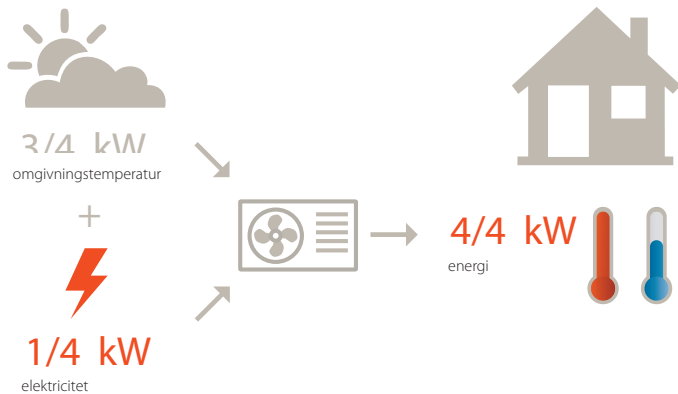 3/4 kW
omgivningstemperatur
+
1/4 kW
elektricitet
4/4 kW
energi